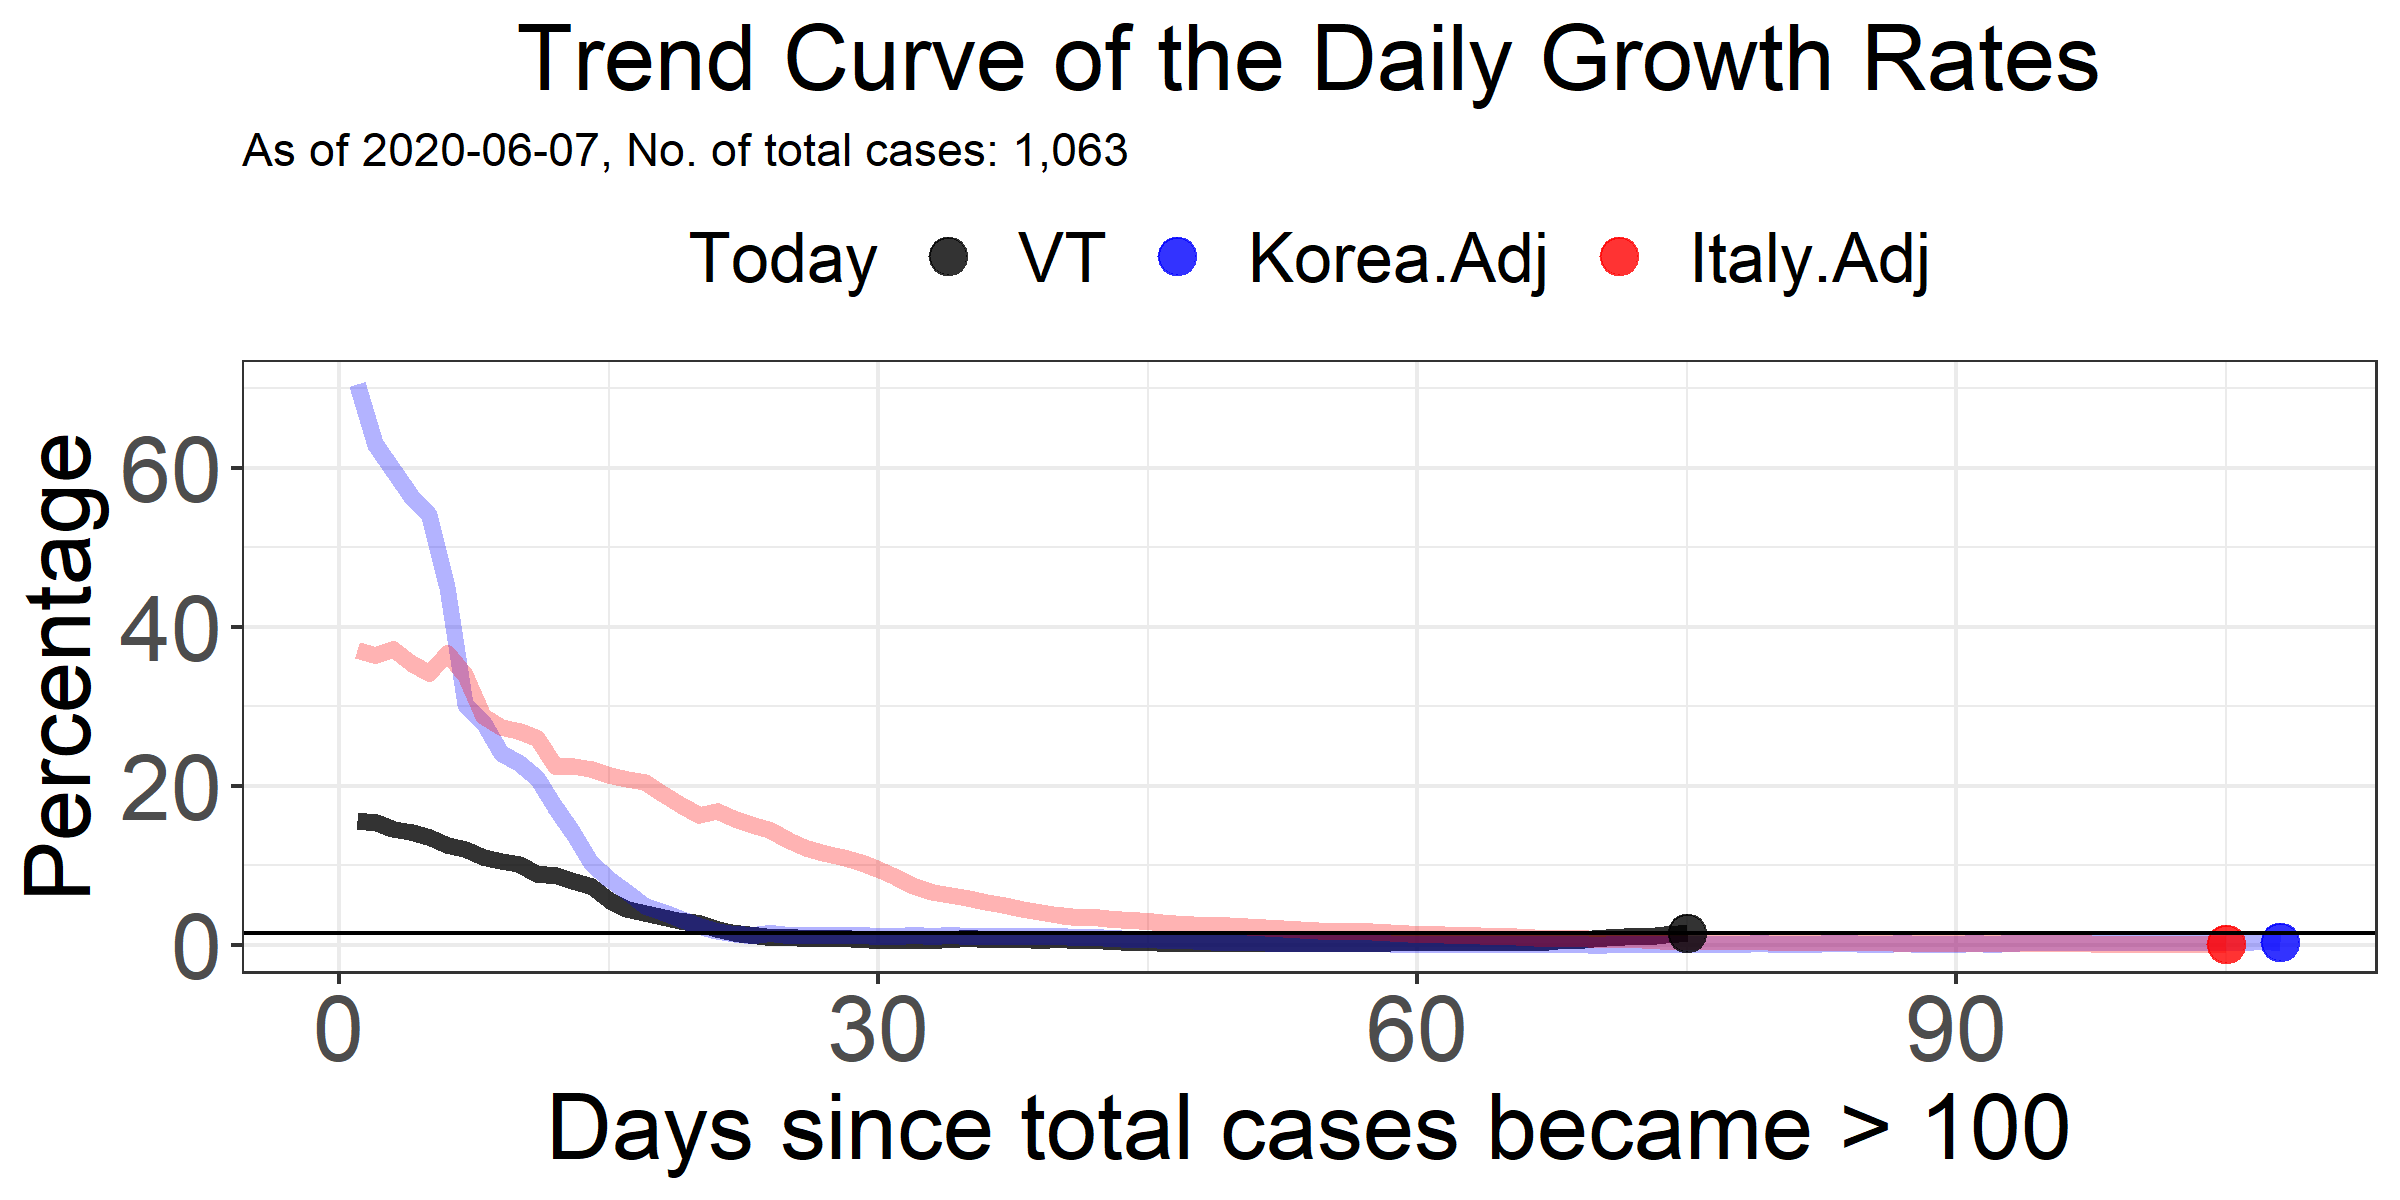 Trend Curve of the Daily Growth Rates
As of 2020-06-07, No. of total cases: 1,063
Today VT Korea.Adj Italy.Adj
Percentage
60
40
20
0
0 30 60 90
Days since total cases became > 100